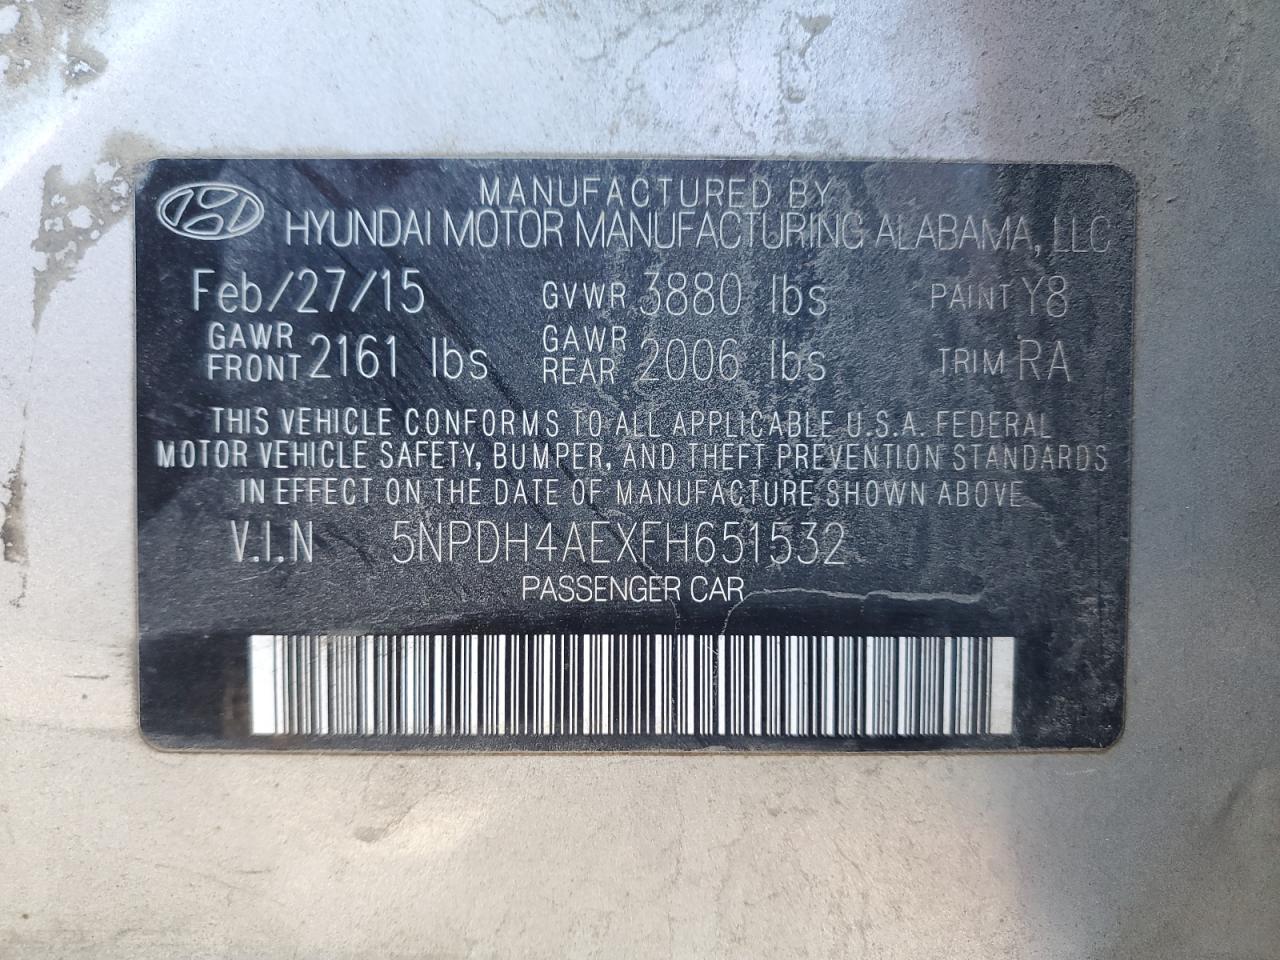 MANUFACTURED BY
HYUNDAI MOTOR MANUFACTURING ALABAMA, LLC
Feb/27/15 GVWR 3880 lbs PAINT Y8
GAWR FRONT 2161 lbs GAWR REAR 2006 lbs TRIM RA
THIS VEHICLE CONFORMS TO ALL APPLICABLE U.S.A. FEDERAL
MOTOR VEHICLE SAFETY, BUMPER, AND THEFT PREVENTION STANDARDS
IN EFFECT ON THE DATE OF MANUFACTURE SHOWN ABOVE
V.I.N 5NPDH4AEXFH651532
PASSENGER CAR